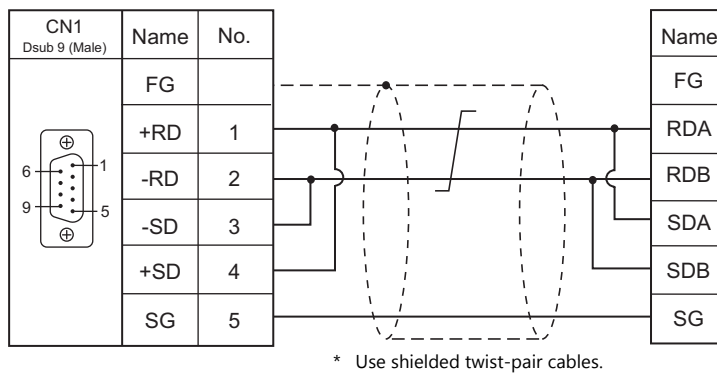 CN1
Dsub 9 (Male)
Name
No.
Name
FG
FG
+RD
1
RDA
-RD
2
RDB
-SD
3
SDA
+SD
4
SDB
SG
5
SG
6
1
9
5
* Use shielded twist-pair cables.